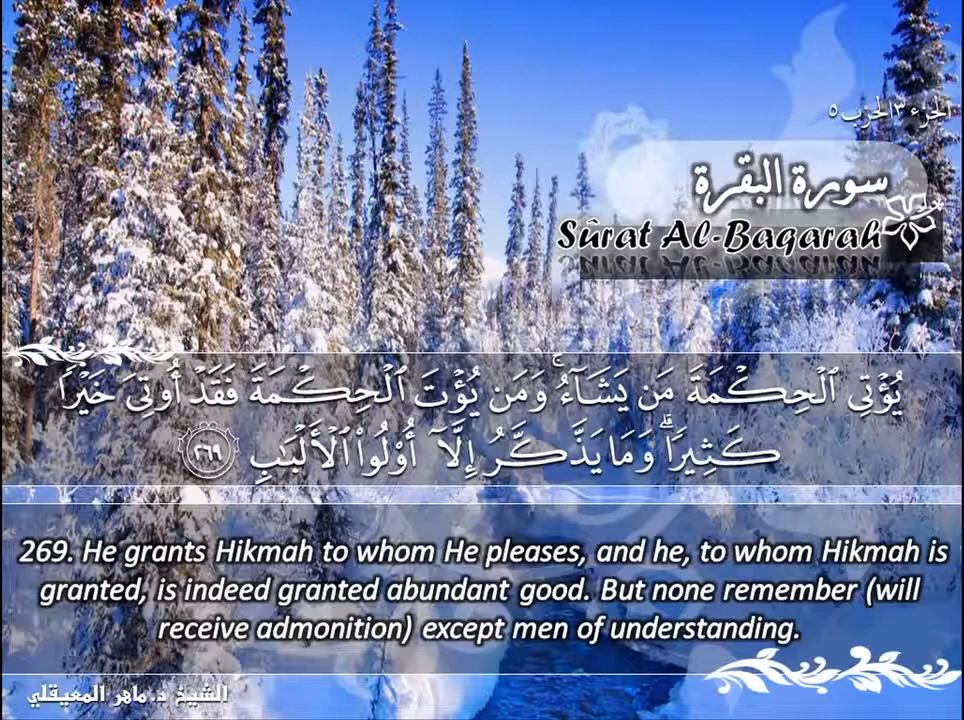 الجزء ٣ الحزب ٥
سورة البقرة
Sûrat Al-Baqarah
يُؤْتِى ٱلْحِكْمَةَ مَن يَشَآءُ ۚ وَمَن يُؤْتَ ٱلْحِكْمَةَ فَقَدْ أُوتِىَ خَيْرًا
كَثِيرًا ۗ وَمَا يَذَّكَّرُ إِلَّآ أُو۟لُوا۟ ٱلْأَلْبَٰبِ ٢٦٩
269. He grants Hikmah to whom He pleases, and he, to whom Hikmah is
granted, is indeed granted abundant good. But none remember (will
receive admonition) except men of understanding.
الشيخ د. ماهر المعيقلي